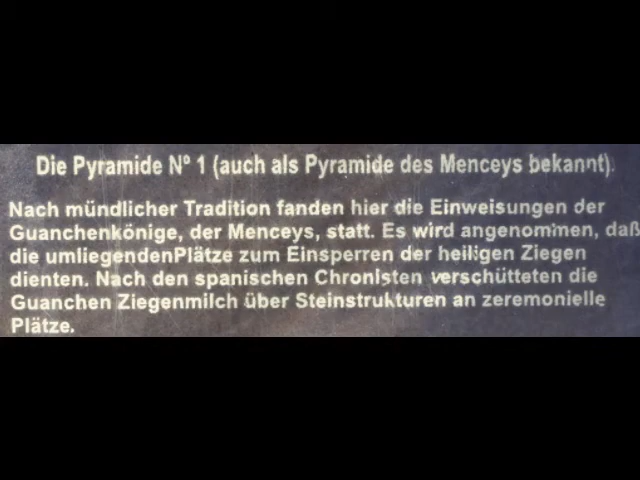 Die Pyramide Nº 1 (auch als Pyramide des Menceys bekannt).
Nach mündlicher Tradition fanden hier die Einweisungen der
Guanchenkönige, der Menceys, statt. Es wird angenommen, daß
die umliegendenPlätze zum Einsperren der heiligen Ziegen
dienten. Nach den spanischen Chronisten verschütteten die
Guanchen Ziegenmilch über Steinstrukturen an zeremonielle
Plätze.